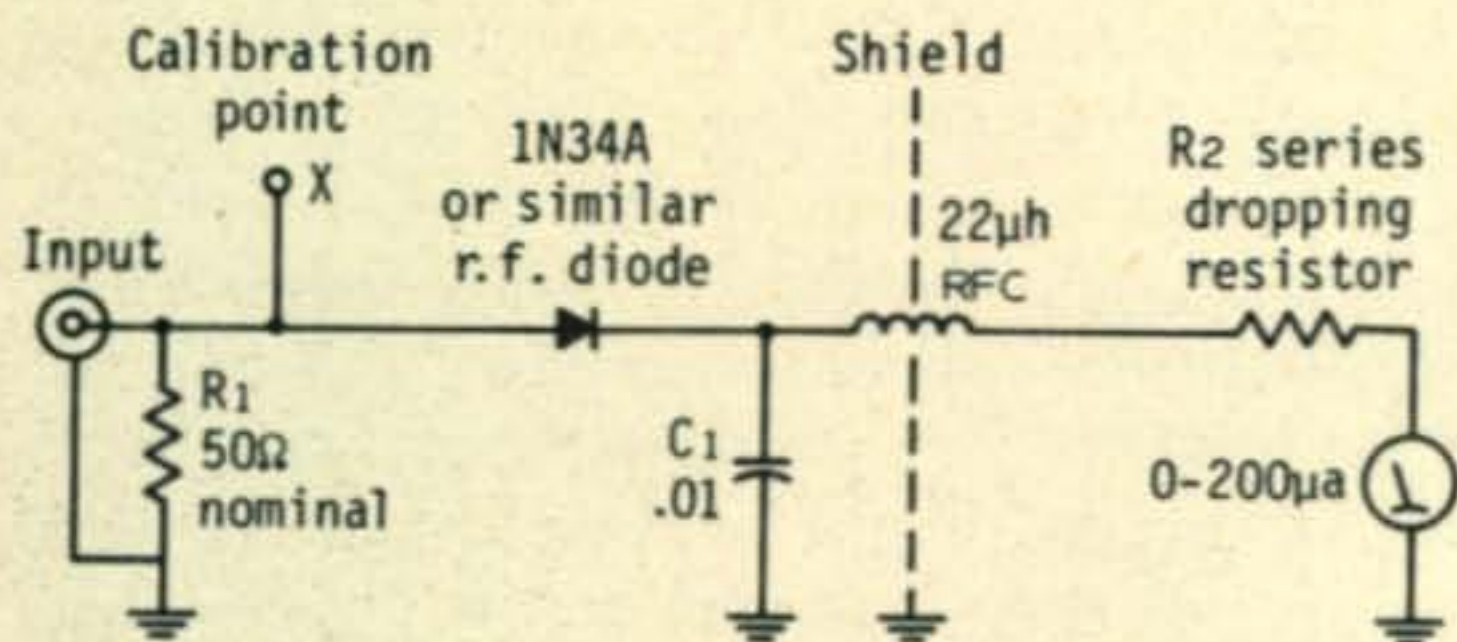 Calibration
point
X
Input
R1
50Ω
nominal
1N34A
or similar
r.f. diode
C1
.01
Shield
22μh
RFC
R2 series
dropping
resistor
0-200μa